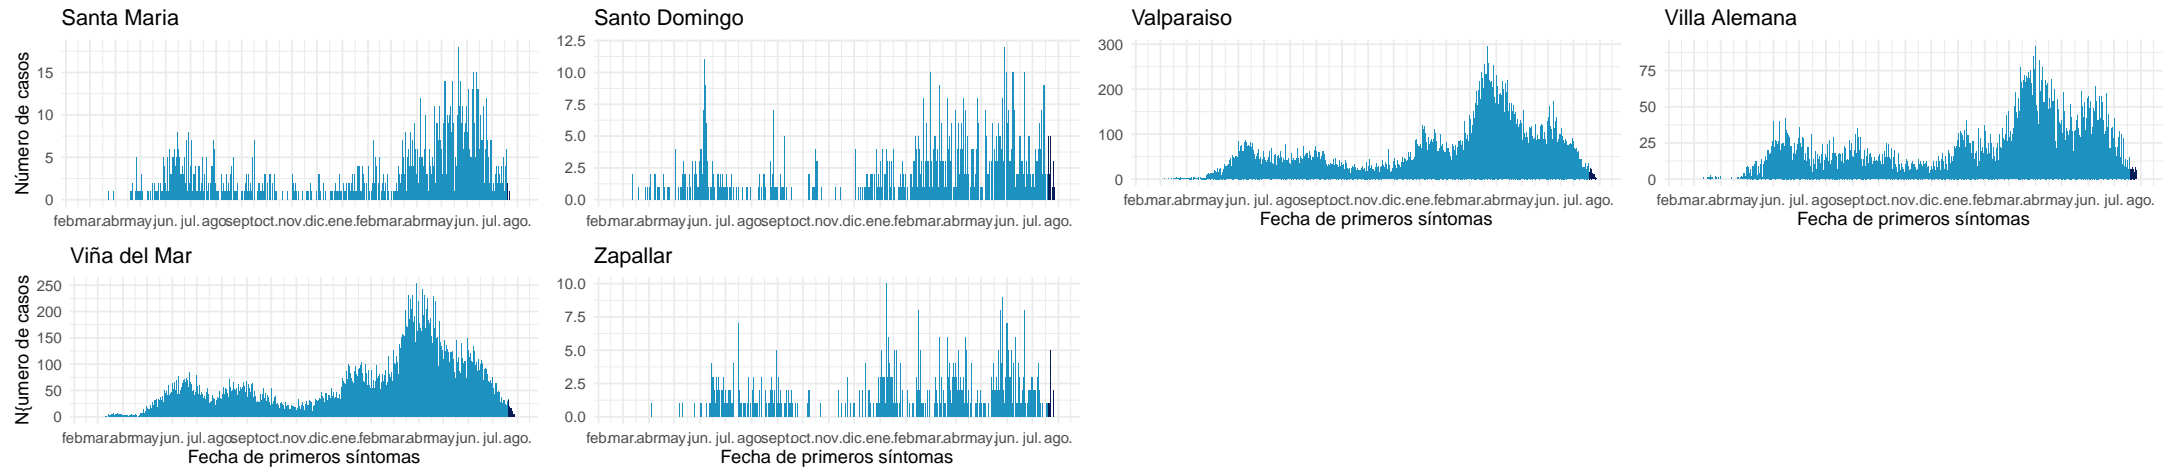 Santa Maria
Número de casos
15
10
5
0
feb.mar.abr.may.jun. jul. ago.sept.oct.nov.dic.ene.feb.mar.abr.may.jun. jul. ago.
Santo Domingo
12.5
10.0
7.5
5.0
2.5
0.0
feb.mar.abr.may.jun. jul. ago.sept.oct.nov.dic.ene.feb.mar.abr.may.jun. jul. ago.
Valparaiso
300
200
100
0
feb.mar.abr.may.jun. jul. ago.sept.oct.nov.dic.ene.feb.mar.abr.may.jun. jul. ago.
Fecha de primeros síntomas
Villa Alemana
75
50
25
0
feb.mar.abr.may.jun. jul. ago.sept.oct.nov.dic.ene.feb.mar.abr.may.jun. jul. ago.
Fecha de primeros síntomas
Viña del Mar
N{umero de casos
250
200
150
100
50
0
feb.mar.abr.may.jun. jul. ago.sept.oct.nov.dic.ene.feb.mar.abr.may.jun. jul. ago.
Fecha de primeros síntomas
Zapallar
10.0
7.5
5.0
2.5
0.0
feb.mar.abr.may.jun. jul. ago.sept.oct.nov.dic.ene.feb.mar.abr.may.jun. jul. ago.
Fecha de primeros síntomas